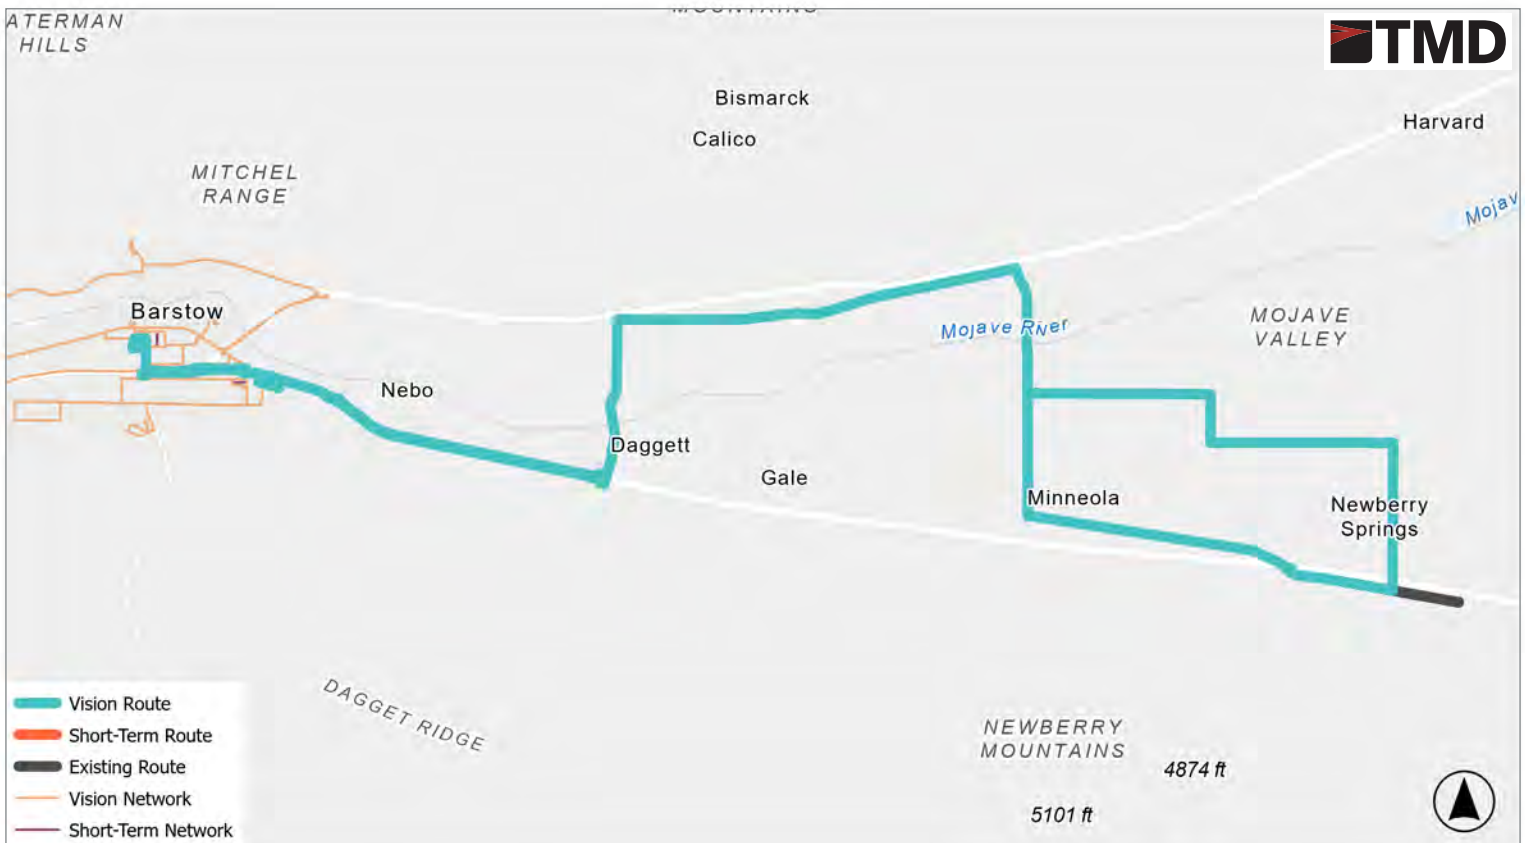 ATERMAN
HILLS
MOUNTAINS
TMD
Bismarck
Calico
Harvard
MITCHEL
RANGE
Mojav
Barstow
Mojave River
MOJAVE
VALLEY
Nebo
Daggett
Gale
Minneola
Newberry
Springs
DAGGET RIDGE
NEWBERRY
MOUNTAINS
4874 ft
5101 ft
Vision Route
Short-Term Route
Existing Route
Vision Network
Short-Term Network